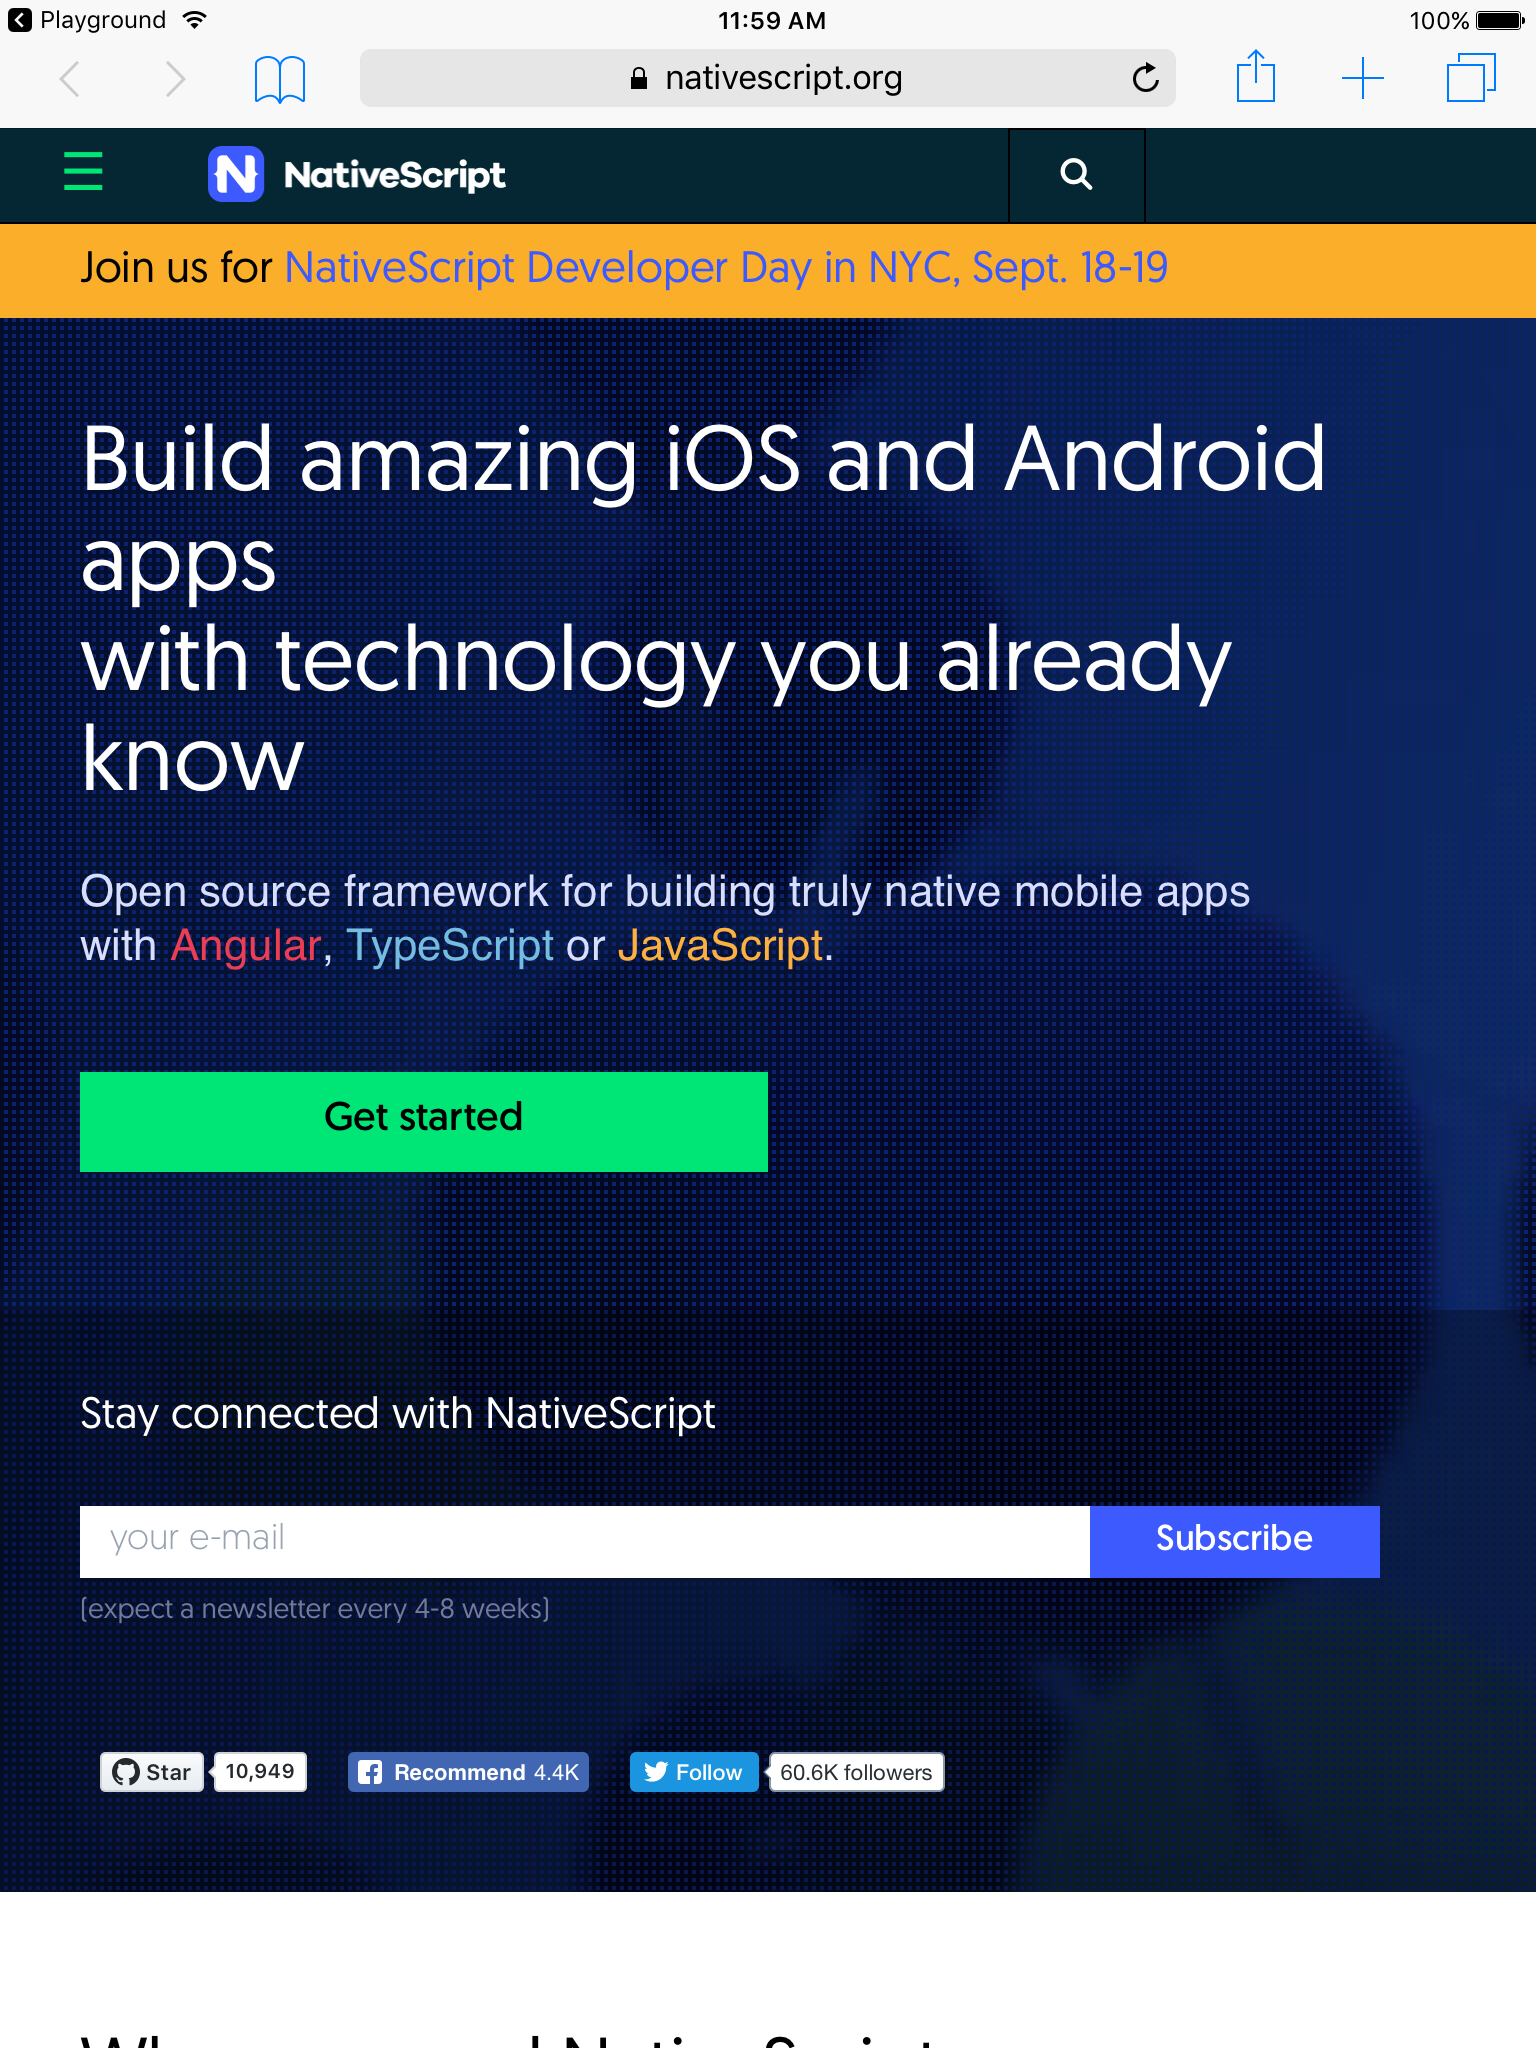 Playground 11:59 AM 100%
nativescript.org
NativeScript
Join us for NativeScript Developer Day in NYC, Sept. 18-19
Build amazing iOS and Android
apps
with technology you already
know
Open source framework for building truly native mobile apps
with Angular, TypeScript or JavaScript.
Get started
Stay connected with NativeScript
your e-mail Subscribe
(expect a newsletter every 4-8 weeks)
Star 10,949 Recommend 4.4K Follow 60.6K followers
NativeScript